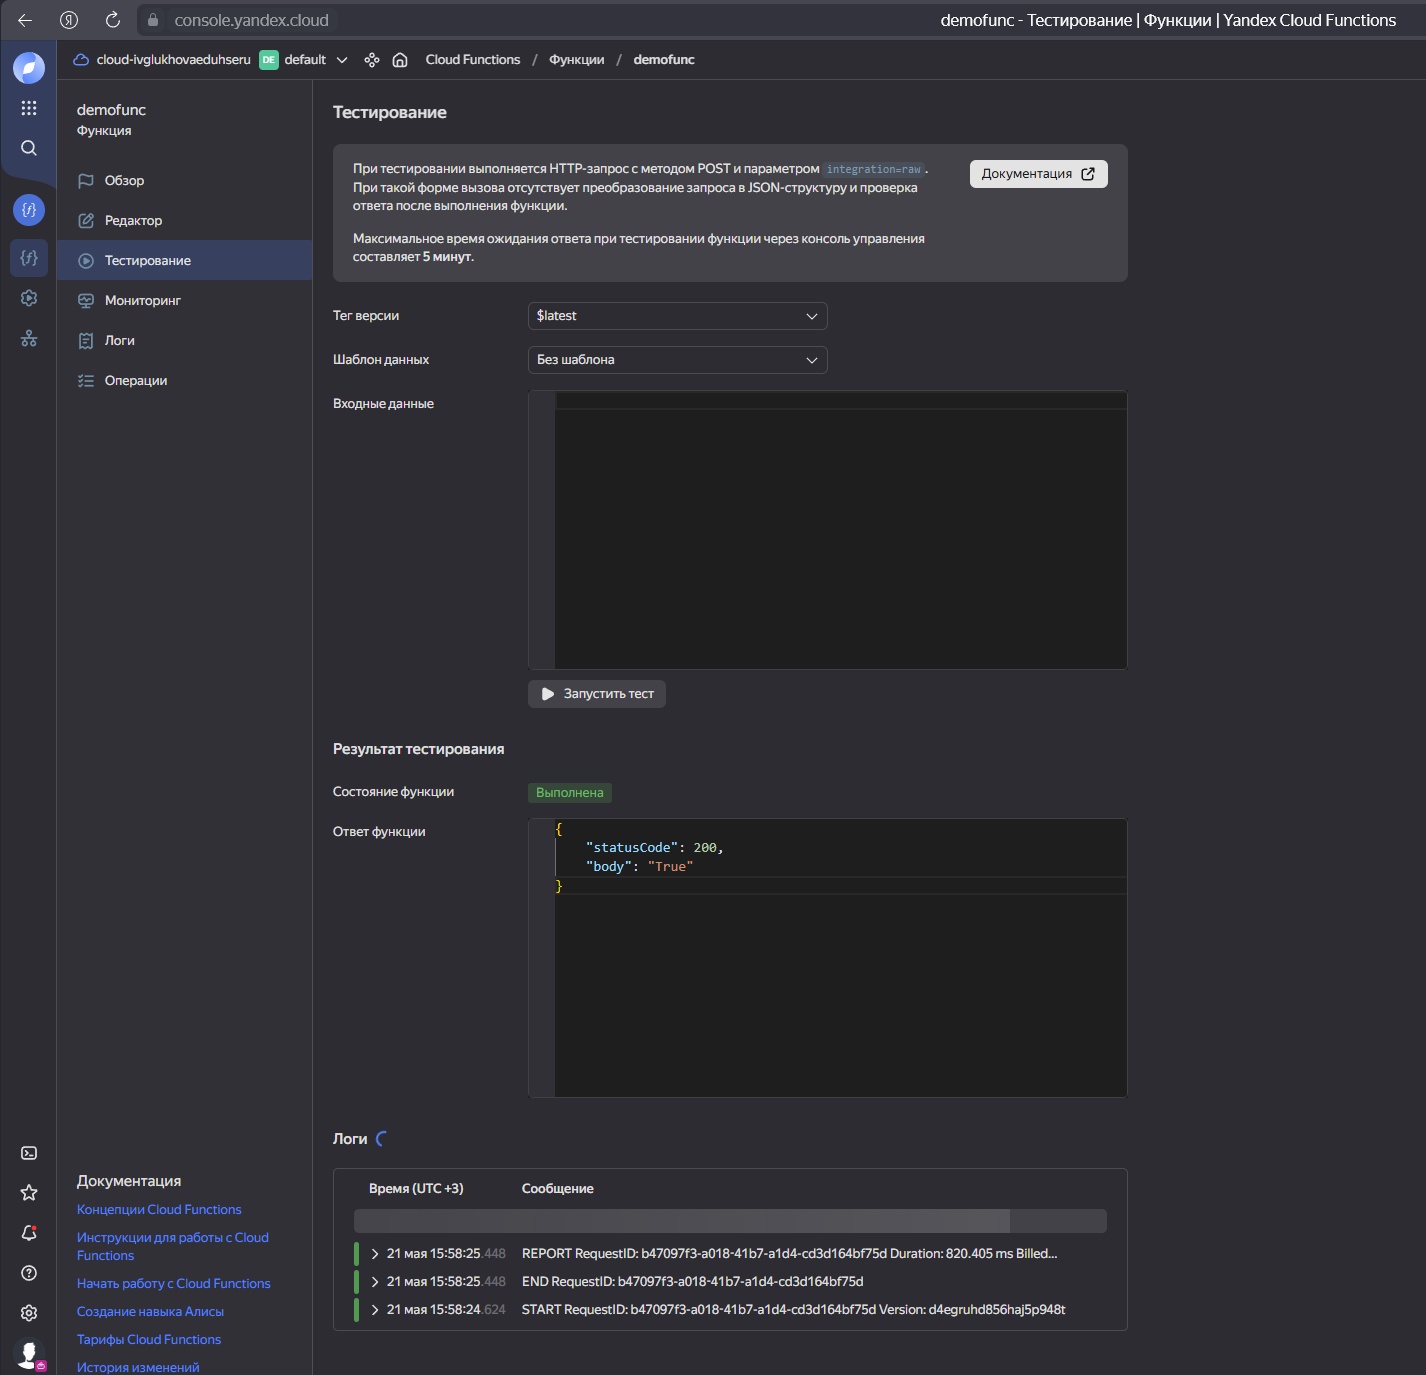 console.yandex.cloud
demofunc - Тестирование | Функции | Yandex Cloud Functions
cloud-ivglukhovaeduhseru DE default Cloud Functions / Функции / demofunc
demofunc
Функция
Обзор
Редактор
Тестирование
Мониторинг
Логи
Операции
Документация
Концепции Cloud Functions
Инструкции для работы с Cloud
Functions
Начать работу с Cloud Functions
Создание навыка Алисы
Тарифы Cloud Functions
История изменений
Тестирование
При тестировании выполняется HTTP-запрос с методом POST и параметром integration=raw.
При такой форме вызова отсутствует преобразование запроса в JSON-структуру и проверка
ответа после выполнения функции.
Максимальное время ожидания ответа при тестировании функции через консоль управления
составляет 5 минут.
Документация
Тег версии
$latest
Шаблон данных
Без шаблона
Входные данные
Запустить тест
Результат тестирования
Состояние функции
Выполнена
Ответ функции
{
"statusCode": 200,
"body": "True"
}
Логи
Время (UTC +3) Сообщение
21 мая 15:58:25.448 REPORT RequestID: b47097f3-a018-41b7-a1d4-cd3d164bf75d Duration: 820.405 ms Billed...
21 мая 15:58:25.448 END RequestID: b47097f3-a018-41b7-a1d4-cd3d164bf75d
21 мая 15:58:24.624 START RequestID: b47097f3-a018-41b7-a1d4-cd3d164bf75d Version: d4egruhd856haj5p948t